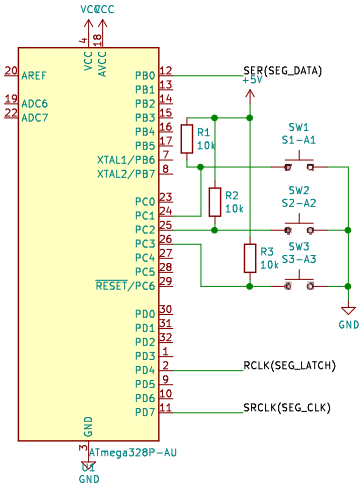 VCC VCC
4 VCC
18 AVCC
20 AREF
19 ADC6
22 ADC7
PB0 12 SER(SEG_DATA)
PB1 13
PB2 14
PB3 15
PB4 16
PB5 17
XTAL1/PB6 7
XTAL2/PB7 8
PC0 23
PC1 24
PC2 25
PC3 26
PC4 27
PC5 28
RESET/PC6 29
PD0 30
PD1 31
PD2 32
PD3 1
PD4 2 RCLK(SEG_LATCH)
PD5 9
PD6 10
PD7 11 SRCLK(SEG_CLK)
GND 3
ATmega328P-AU
U1
GND
+5V
R1
10k
R2
10k
R3
10k
SW1
S1-A1
SW2
S2-A2
SW3
S3-A3
GND